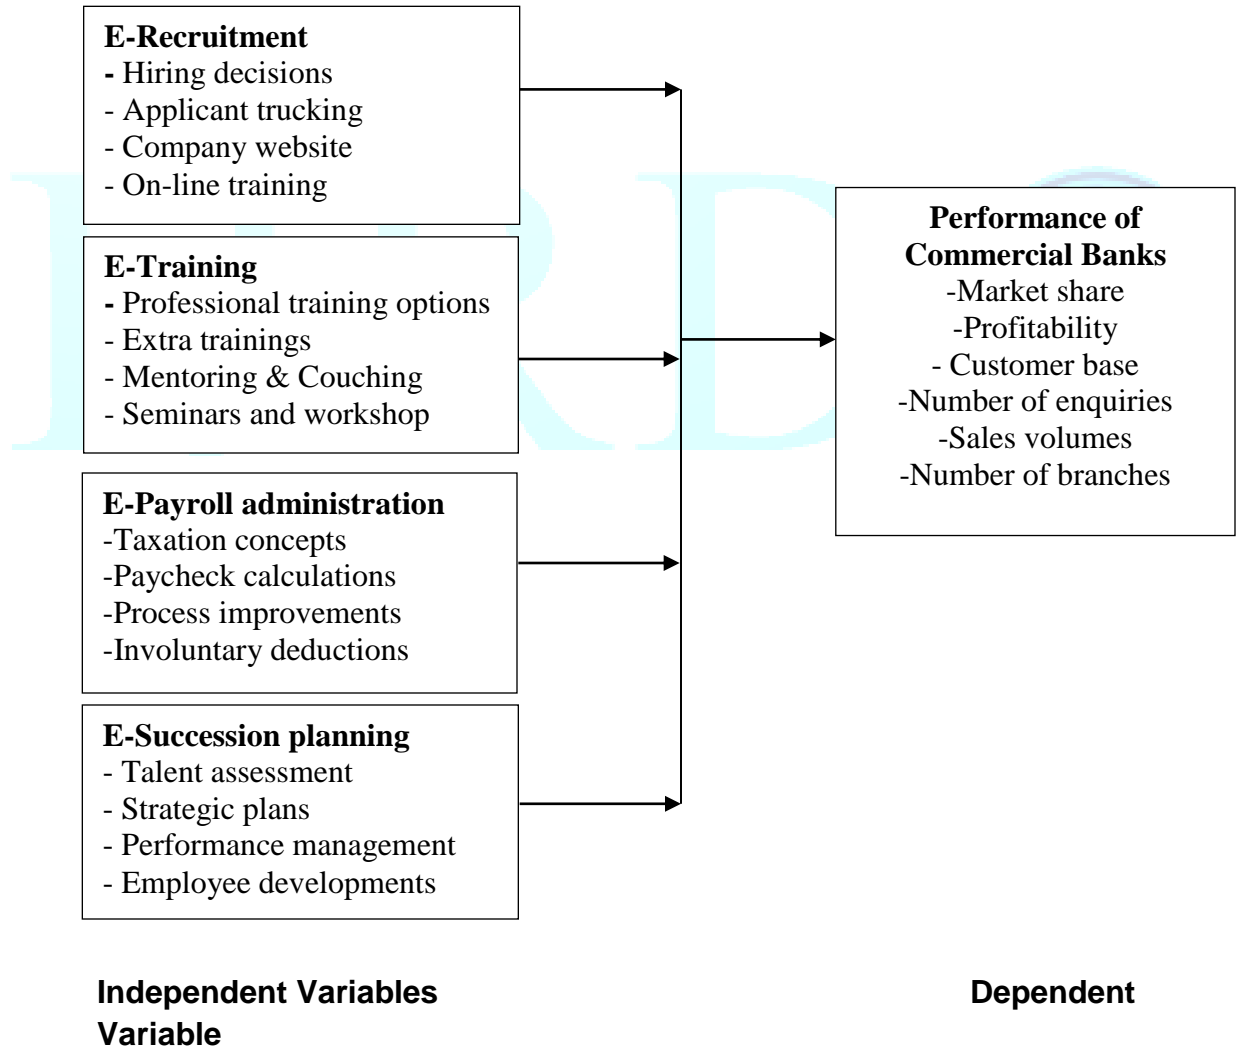 E-Recruitment
- Hiring decisions
- Applicant trucking
- Company website
- On-line training
E-Training
- Professional training options
- Extra trainings
- Mentoring & Couching
- Seminars and workshop
E-Payroll administration
-Taxation concepts
-Paycheck calculations
-Process improvements
-Involuntary deductions
E-Succession planning
- Talent assessment
- Strategic plans
- Performance management
- Employee developments
Performance of
Commercial Banks
-Market share
-Profitability
- Customer base
-Number of enquiries
-Sales volumes
-Number of branches
Independent Variables Dependent
Variable